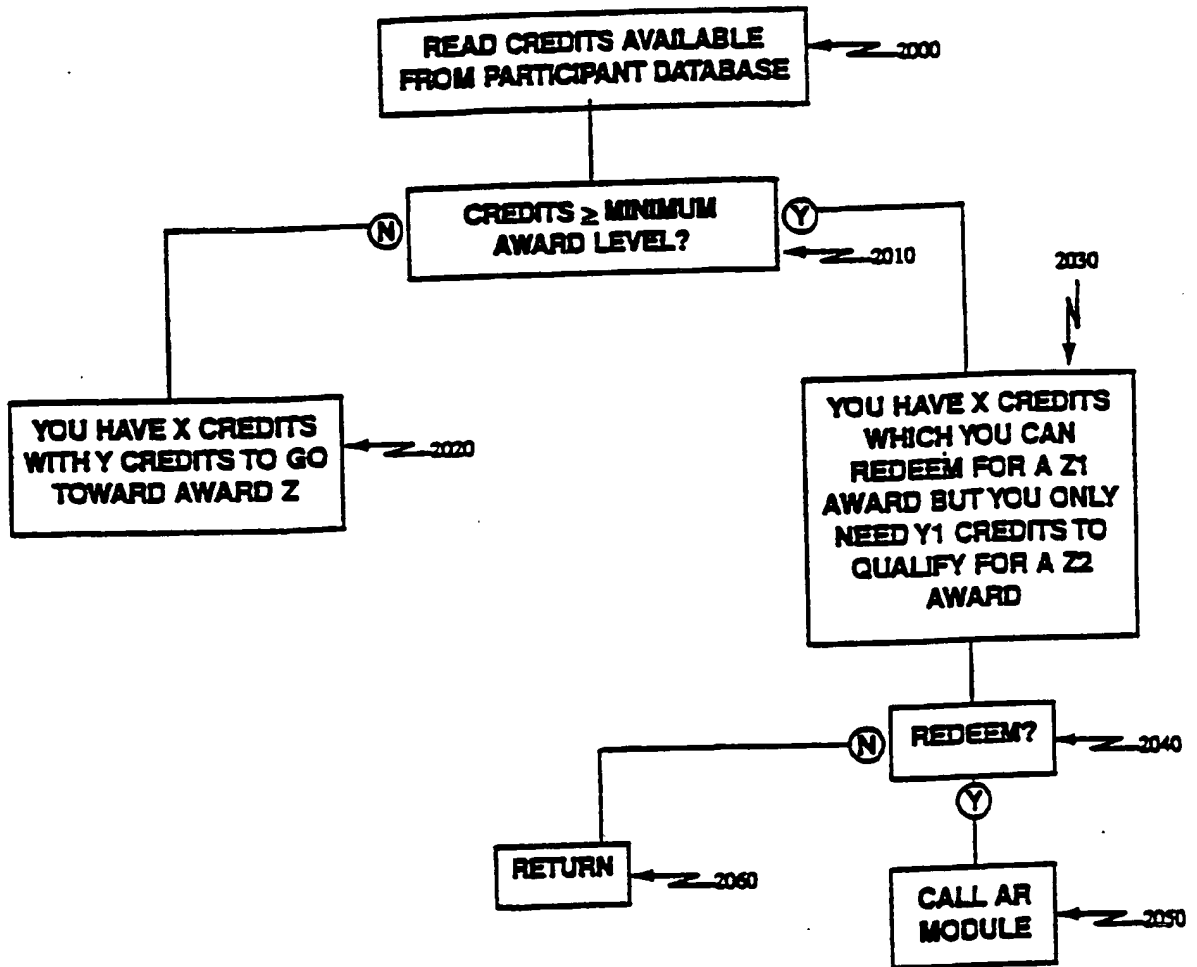 READ CREDITS AVAILABLE
FROM PARTICIPANT DATABASE
2000
CREDITS ≥ MINIMUM
AWARD LEVEL?
N
Y
2010
2030
YOU HAVE X CREDITS
WITH Y CREDITS TO GO
TOWARD AWARD Z
2020
YOU HAVE X CREDITS
WHICH YOU CAN
REDEEM FOR A Z1
AWARD BUT YOU ONLY
NEED Y1 CREDITS TO
QUALIFY FOR A Z2
AWARD
REDEEM?
N
2040
Y
RETURN
2060
CALL AR
MODULE
2050